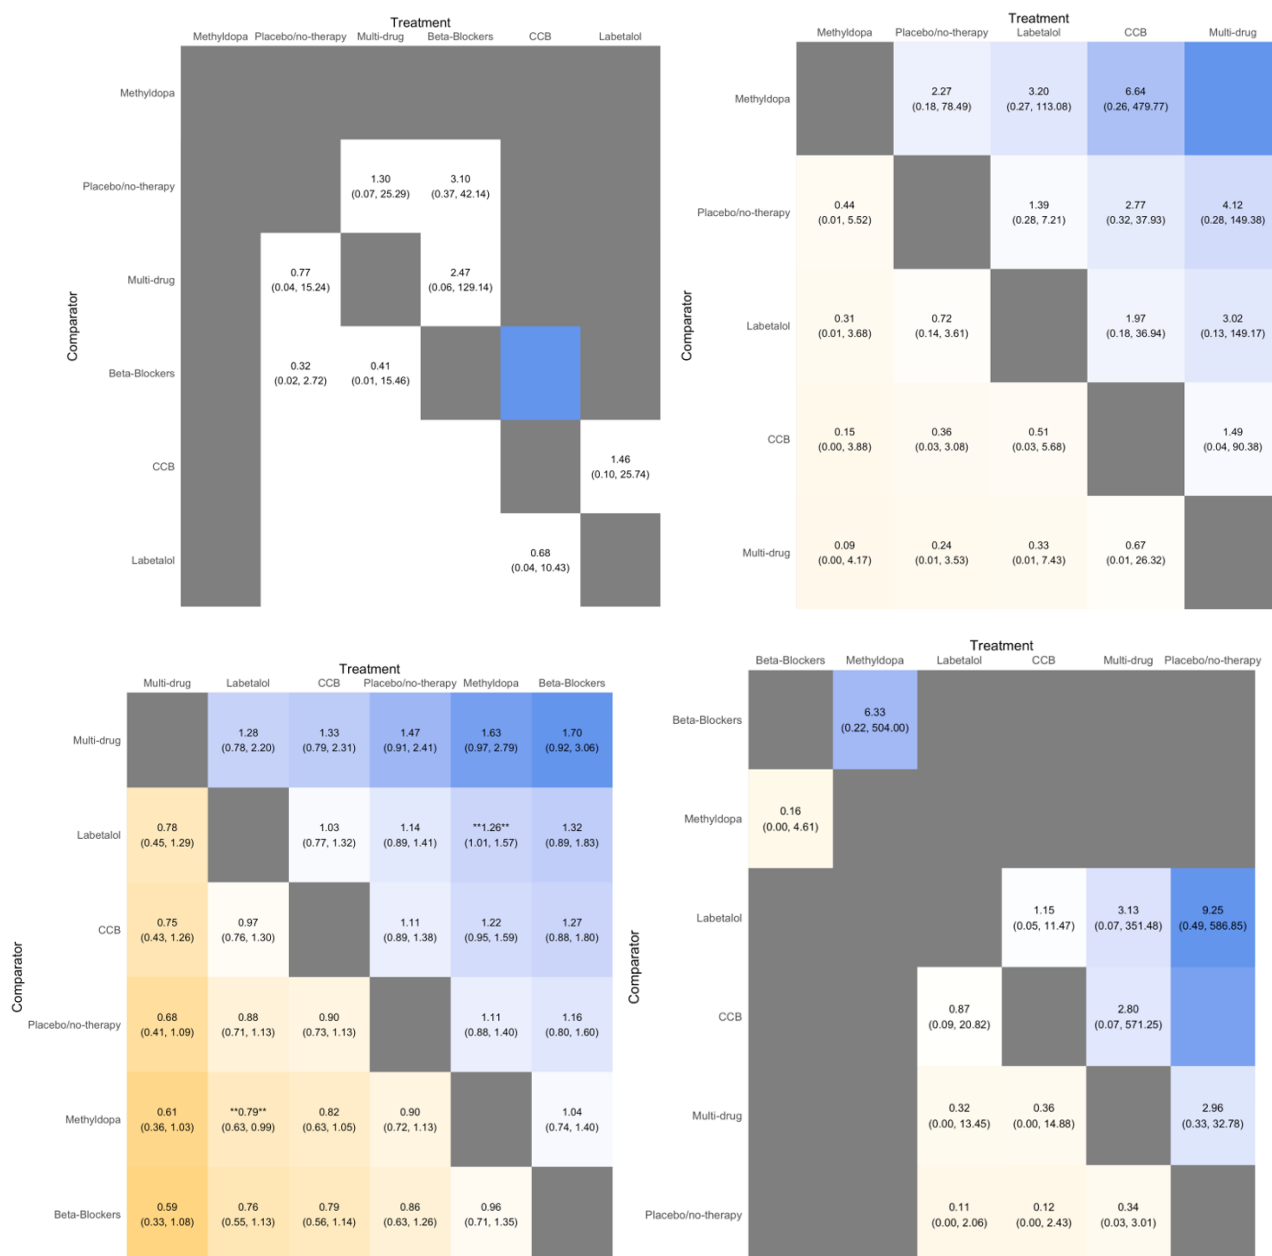 Treatment
Methyldopa Placebo/no-therapy Multi-drug Beta-Blockers CCB Labetalol
Methyldopa
Placebo/no-therapy
1.30 3.10
(0.07, 25.29) (0.37, 42.14)
Multi-drug
0.77 2.47
(0.04, 15.24) (0.06, 129.14)
Comparator
Beta-Blockers
0.32 0.41
(0.02, 2.72) (0.01, 15.46)
CCB
1.46
(0.10, 25.74)
Labetalol
0.68
(0.04, 10.43)
Treatment
Methyldopa Placebo/no-therapy Labetalol CCB Multi-drug
Methyldopa
2.27 3.20 6.64
(0.18, 78.49) (0.27, 113.08) (0.26, 479.77)
Placebo/no-therapy
0.44 1.39 2.77 4.12
(0.01, 5.52) (0.28, 7.21) (0.32, 37.93) (0.28, 149.38)
Comparator
Labetalol
0.31 0.72 1.97 3.02
(0.01, 3.68) (0.14, 3.61) (0.18, 36.94) (0.13, 149.17)
CCB
0.15 0.36 0.51 1.49
(0.00, 3.88) (0.03, 3.08) (0.03, 5.68) (0.04, 90.38)
Multi-drug
0.09 0.24 0.33 0.67
(0.00, 4.17) (0.01, 3.53) (0.01, 7.43) (0.01, 26.32)
Treatment
Multi-drug Labetalol CCB Placebo/no-therapy Methyldopa Beta-Blockers
Multi-drug
1.28 1.33 1.47 1.63 1.70
(0.78, 2.20) (0.79, 2.31) (0.91, 2.41) (0.97, 2.79) (0.92, 3.06)
Labetalol
0.78 1.03 1.14 **1.26** 1.32
(0.45, 1.29) (0.77, 1.32) (0.89, 1.41) (1.01, 1.57) (0.89, 1.83)
CCB
0.75 0.97 1.11 1.22 1.27
(0.43, 1.26) (0.76, 1.30) (0.89, 1.38) (0.95, 1.59) (0.88, 1.80)
Comparator
Placebo/no-therapy
0.68 0.88 0.90 1.11 1.16
(0.41, 1.09) (0.71, 1.13) (0.73, 1.13) (0.88, 1.40) (0.80, 1.60)
Methyldopa
0.61 **0.79** 0.82 0.90 1.04
(0.36, 1.03) (0.63, 0.99) (0.63, 1.05) (0.72, 1.13) (0.74, 1.40)
Beta-Blockers
0.59 0.76 0.79 0.86 0.96
(0.33, 1.08) (0.55, 1.13) (0.56, 1.14) (0.63, 1.26) (0.71, 1.35)
Treatment
Beta-Blockers Methyldopa Labetalol CCB Multi-drug Placebo/no-therapy
Beta-Blockers
6.33
(0.22, 504.00)
Methyldopa
0.16
(0.00, 4.61)
Labetalol
1.15 3.13 9.25
(0.05, 11.47) (0.07, 351.48) (0.49, 586.85)
Comparator
CCB
0.87 2.80
(0.09, 20.82) (0.07, 571.25)
Multi-drug
0.32 0.36 2.96
(0.00, 13.45) (0.00, 14.88) (0.33, 32.78)
Placebo/no-therapy
0.11 0.12 0.34
(0.00, 2.06) (0.00, 2.43) (0.03, 3.01)